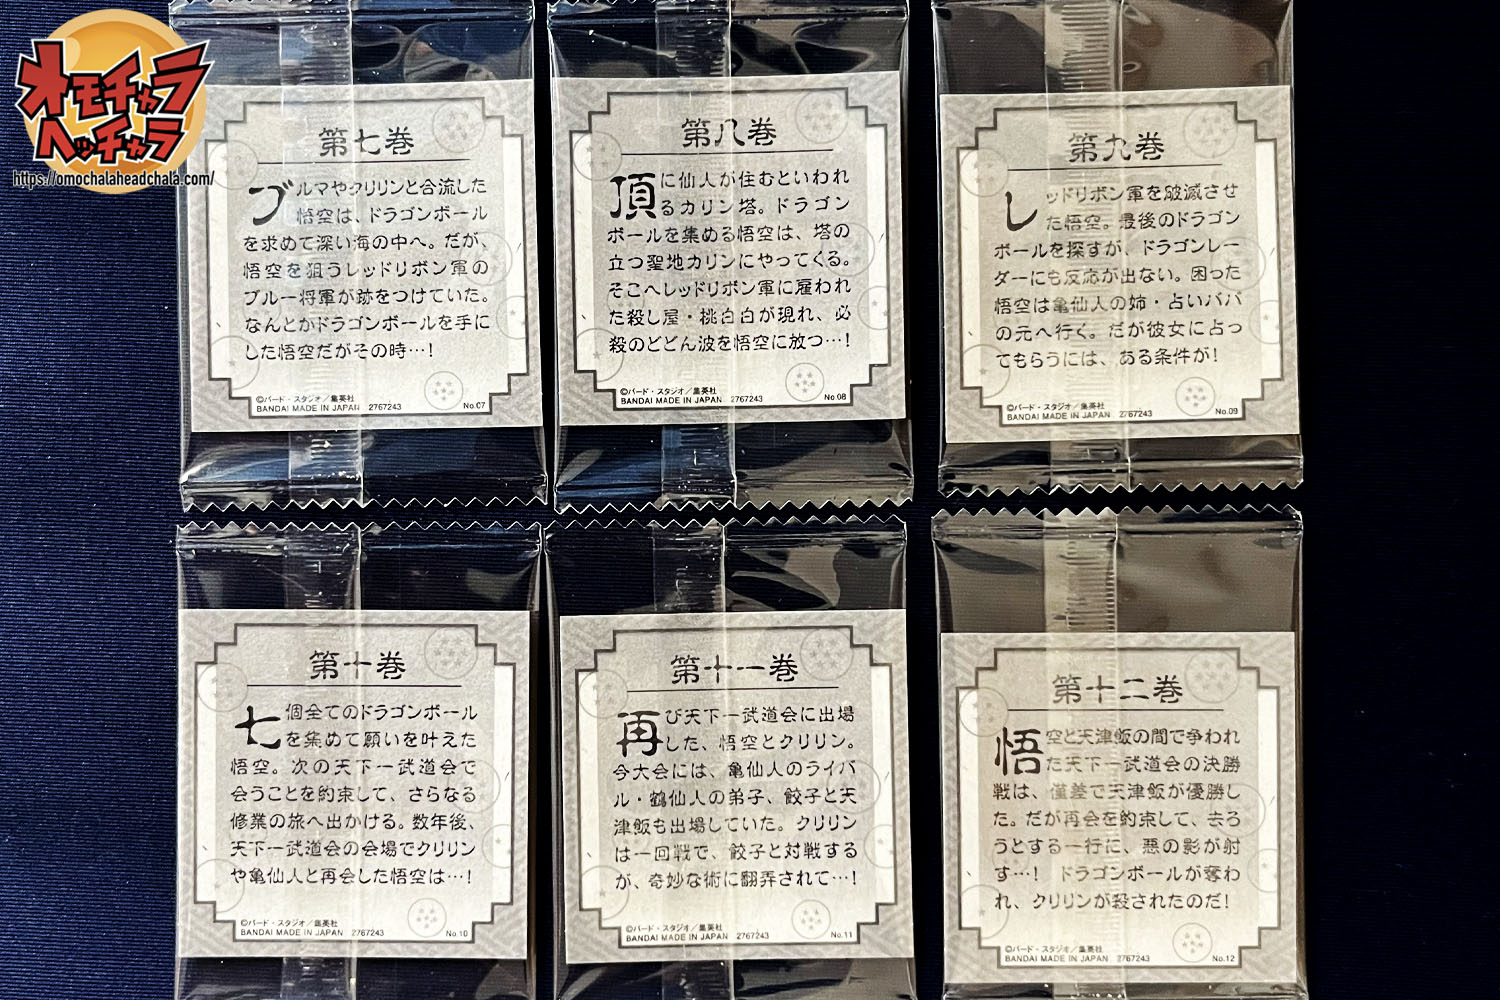 オモチャラ
ヘッチャラ
https://omochalaheadchala.com/
第七巻
ブルマやクリリンと合流した
悟空は、ドラゴンボール
を求めて深い海の中へ。だが、
悟空を狙うレッドリボン軍の
ブルー将軍が跡をつけていた。
なんとかドラゴンボールを手に
した悟空だがその時…!
©バード・スタジオ/集英社
BANDAI MADE IN JAPAN 2767243 No.07
第八巻
頂に仙人が住むといわれ
るカリン塔。ドラゴン
ボールを集める悟空は、塔の
立つ聖地カリンにやってくる。
そこへレッドリボン軍に雇われ
た殺し屋・桃白白が現れ、必
殺のどどん波を悟空に放つ…!
©バード・スタジオ/集英社
BANDAI MADE IN JAPAN 2767243 No.08
第九巻
レッドリボン軍を破滅させ
た悟空。最後のドラゴン
ボールを探すが、ドラゴンレー
ダーにも反応が出ない。困った
悟空は亀仙人の姉・占いババ
の元へ行く。だが彼女に占っ
てもらうには、ある条件が!
©バード・スタジオ/集英社
BANDAI MADE IN JAPAN 2767243 No.09
第十巻
七個全てのドラゴンボール
を集めて願いを叶えた
悟空。次の天下一武道会で
会うことを約束して、さらなる
修業の旅へ出かける。数年後、
天下一武道会の会場でクリリン
や亀仙人と再会した悟空は…!
©バード・スタジオ/集英社
BANDAI MADE IN JAPAN 2767243 No.10
第十一巻
再び天下一武道会に出場
した、悟空とクリリン。
今大会には、亀仙人のライバ
ル・鶴仙人の弟子、餃子と天
津飯も出場していた。クリリン
は一回戦で、餃子と対戦する
が、奇妙な術に翻弄されて…!
©バード・スタジオ/集英社
BANDAI MADE IN JAPAN 2767243 No.11
第十二巻
悟空と天津飯の間で争われ
た天下一武道会の決勝
戦は、僅差で天津飯が優勝し
た。だが再会を約束して、去ろ
うとする一行に、悪の影が射
す…! ドラゴンボールが奪わ
れ、クリリンが殺されたのだ!
©バード・スタジオ/集英社
BANDAI MADE IN JAPAN 2767243 No.12